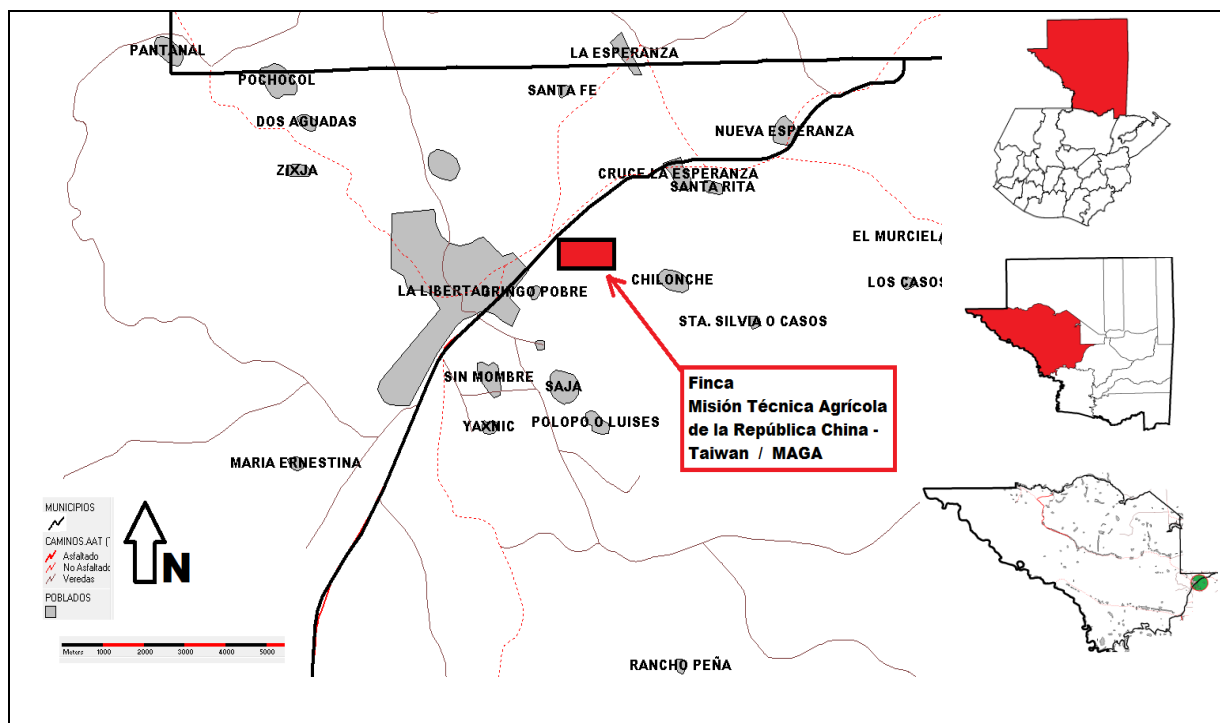 PANTANAL
LA ESPERANZA
POCHOCOL
SANTA FE
DOS AGUADAS
NUEVA ESPERANZA
ZIXJA
CRUCE LA ESPERANZA
SANTA RITA
EL MURCIELA
CHILONCHE
LOS CASOS
LA LIBERTAD
GRINGO POBRE
STA. SILVIA O CASOS
SIN MOMBRE
SAJA
YAXNIC
POLOPO O LUISES
MARIA ERNESTINA
RANCHO PEÑA
Finca
Misión Técnica Agrícola
de la República China -
Taiwan / MAGA
MUNICIPIOS
CAMINOS.AAT (
Asfaltado
No Asfaltado
Veredas
POBLADOS
N
Meters 1000 2000 3000 4000 5000